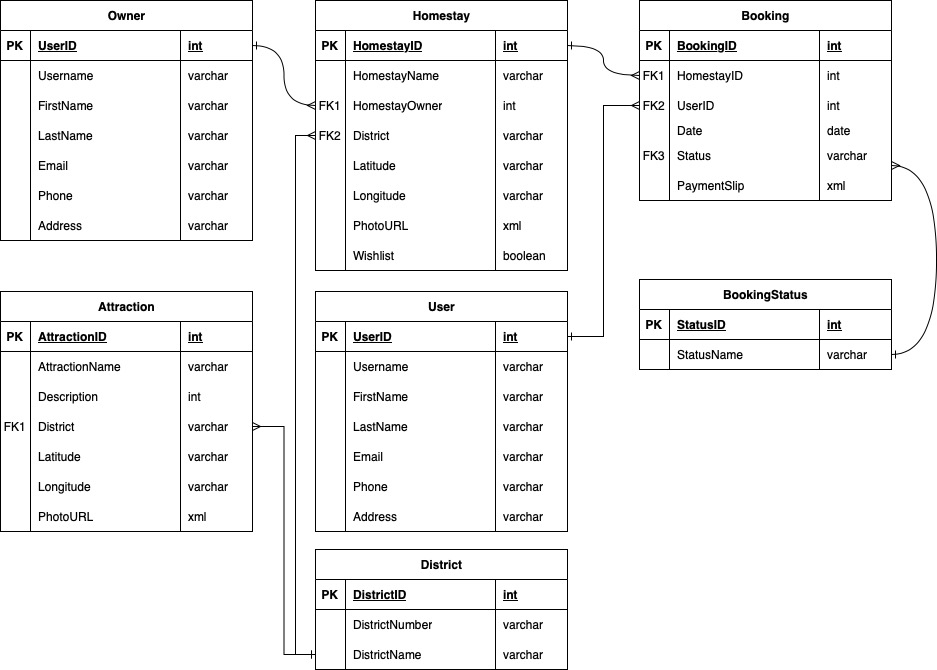 Owner
PK UserID int
Username varchar
FirstName varchar
LastName varchar
Email varchar
Phone varchar
Address varchar
Homestay
PK HomestayID int
HomestayName varchar
FK1 HomestayOwner int
FK2 District varchar
Latitude varchar
Longitude varchar
PhotoURL xml
Wishlist boolean
Booking
PK BookingID int
FK1 HomestayID int
FK2 UserID int
Date date
FK3 Status varchar
PaymentSlip xml
Attraction
PK AttractionID int
AttractionName varchar
Description int
FK1 District varchar
Latitude varchar
Longitude varchar
PhotoURL xml
User
PK UserID int
Username varchar
FirstName varchar
LastName varchar
Email varchar
Phone varchar
Address varchar
BookingStatus
PK StatusID int
StatusName varchar
District
PK DistrictID int
DistrictNumber varchar
DistrictName varchar